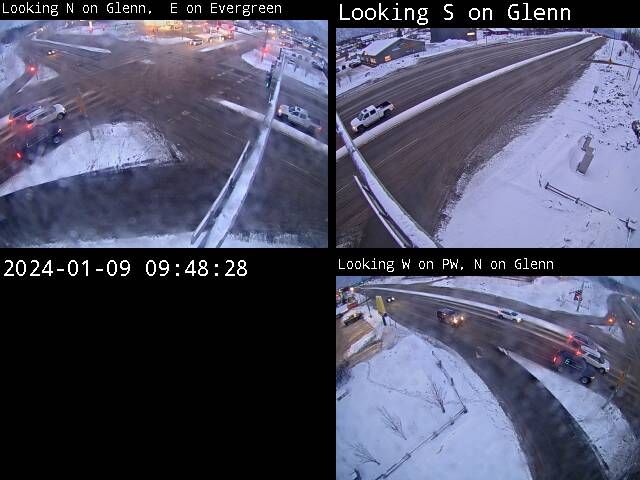 Looking N on Glenn,  E on Evergreen
Looking S on Glenn
2024-01-09 09:48:28
Looking W on PW, N on Glenn